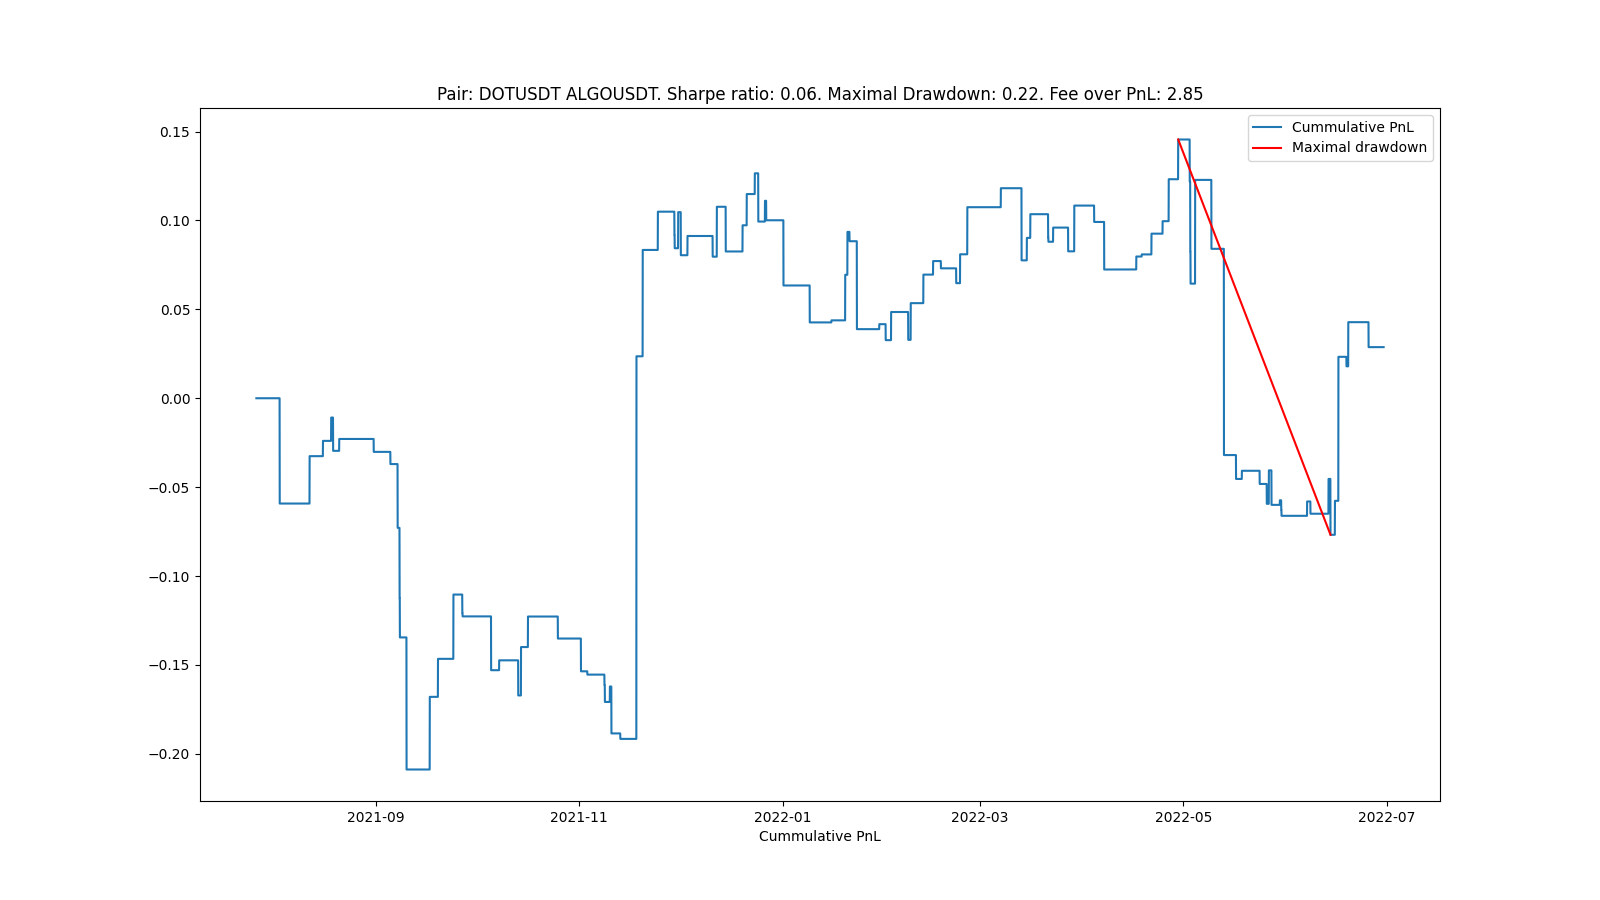 Pair: DOTUSDT ALGOUSDT. Sharpe ratio: 0.06. Maximal Drawdown: 0.22. Fee over PnL: 2.85
Cummulative PnL
Maximal drawdown
0.15
0.10
0.05
0.00
−0.05
−0.10
−0.15
−0.20
2021-09 2021-11 2022-01 2022-03 2022-05 2022-07
Cummulative PnL